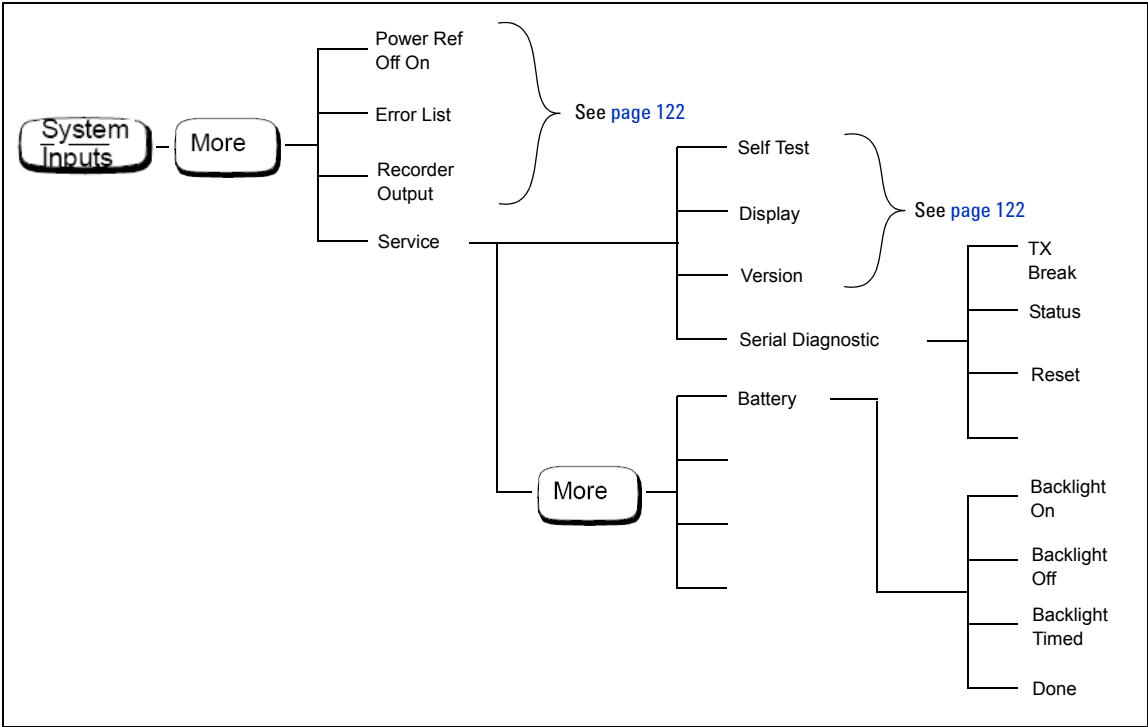 System
Inputs
More
Power Ref
Off On
Error List
Recorder
Output
Service
See page 122
Self Test
Display
Version
Serial Diagnostic
See page 122
TX
Break
Status
Reset
More
Battery
Backlight
On
Backlight
Off
Backlight
Timed
Done